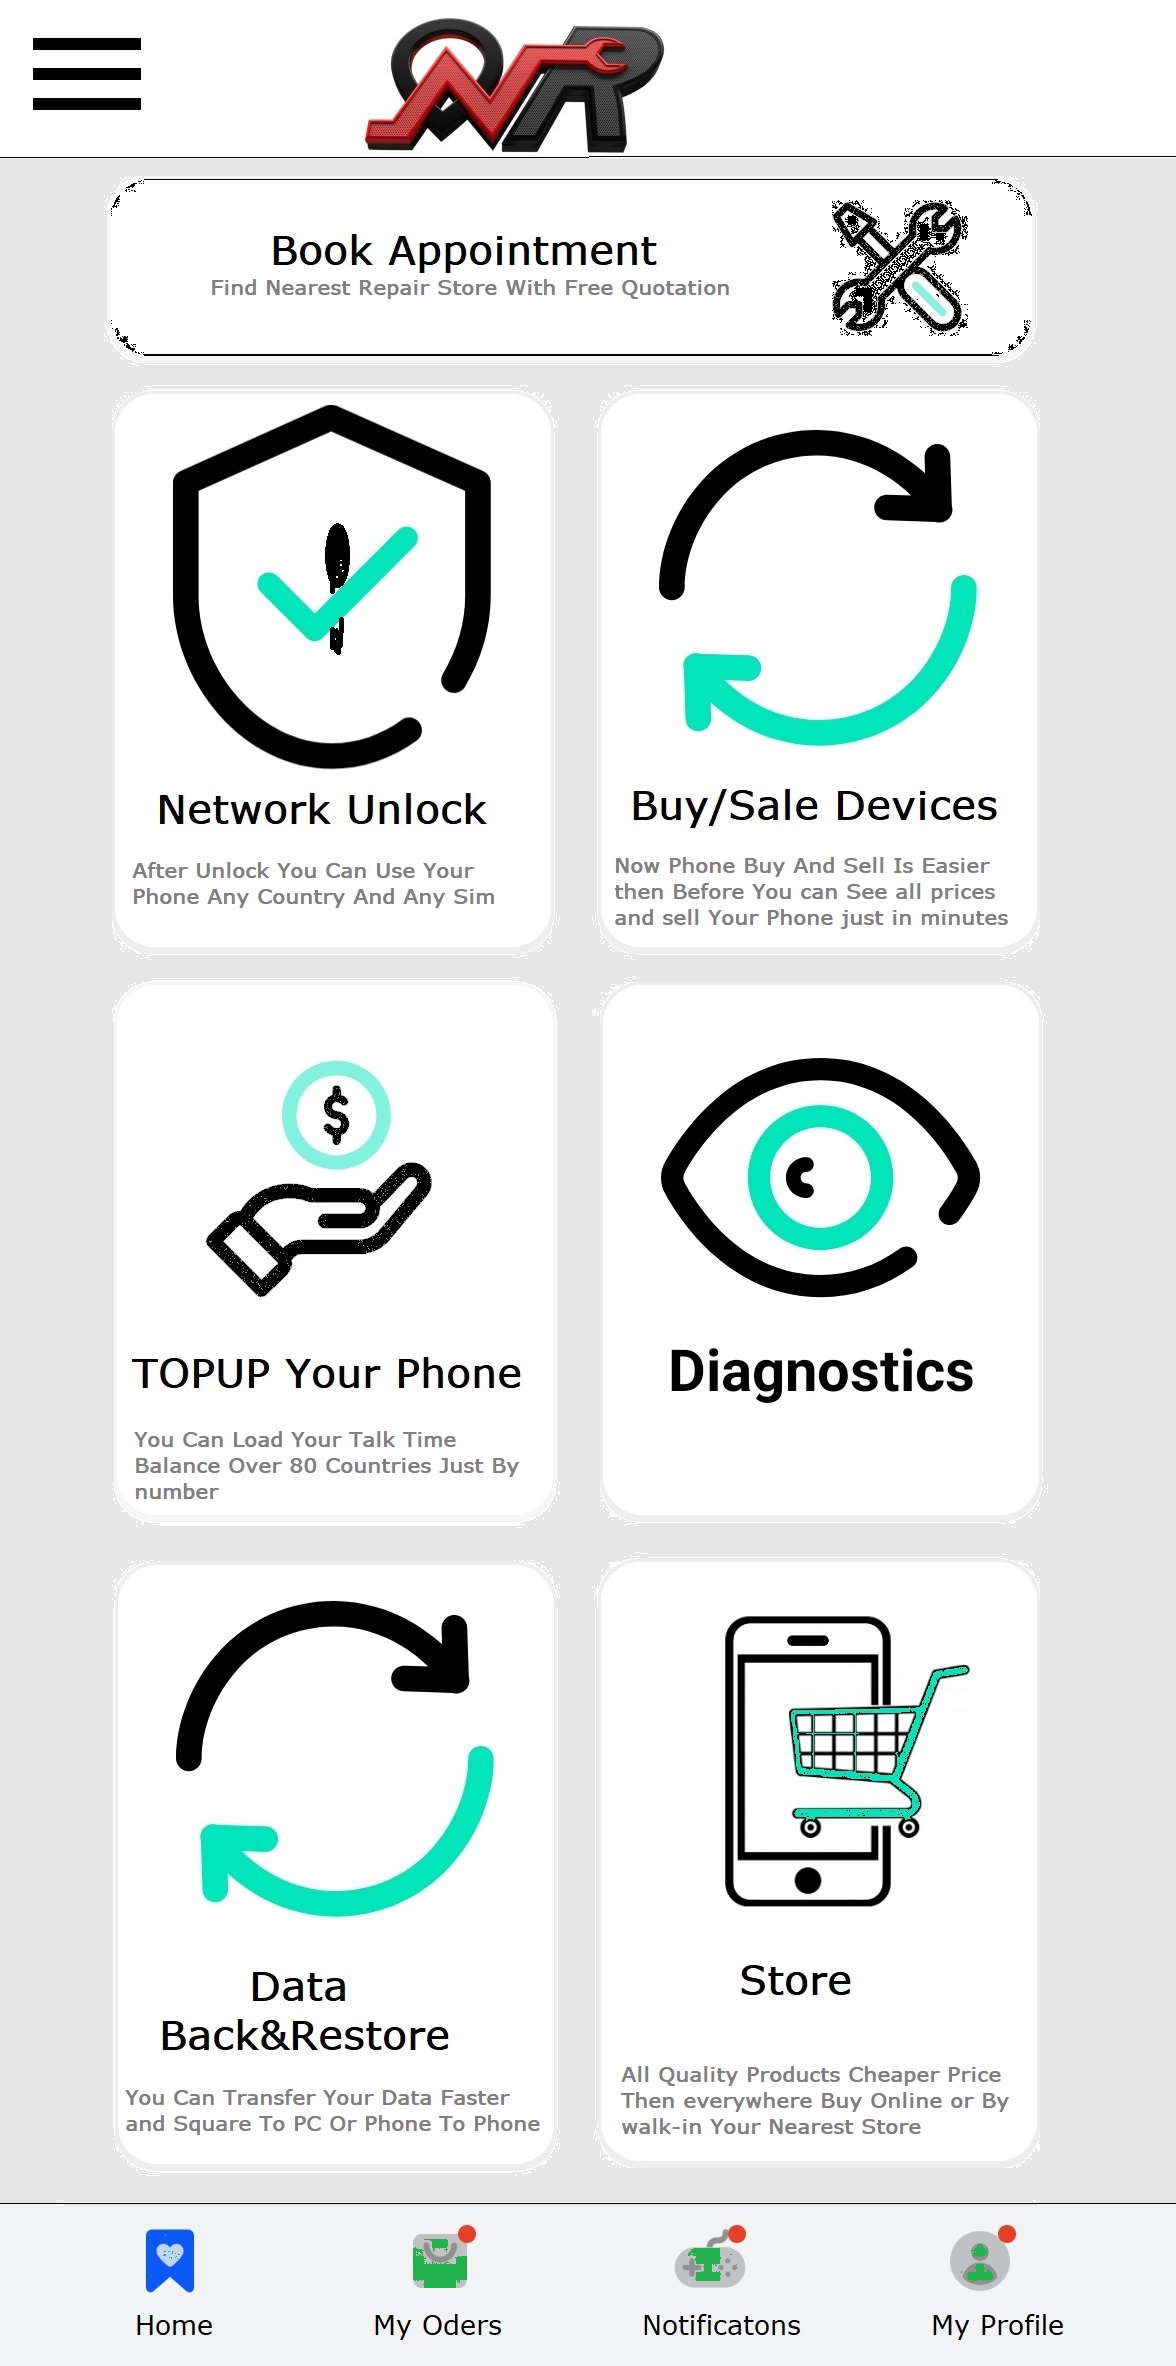 Book Appointment
Find Nearest Repair Store With Free Quotation
Network Unlock
After Unlock You Can Use Your
Phone Any Country And Any Sim
Buy/Sale Devices
Now Phone Buy And Sell Is Easier
then Before You can See all prices
and sell Your Phone just in minutes
$
TOPUP Your Phone
You Can Load Your Talk Time
Balance Over 80 Countries Just By
number
Diagnostics
Data
Back&Restore
You Can Transfer Your Data Faster
and Square To PC Or Phone To Phone
Store
All Quality Products Cheaper Price
Then everywhere Buy Online or By
walk-in Your Nearest Store
Home
My Oders
Notificatons
My Profile